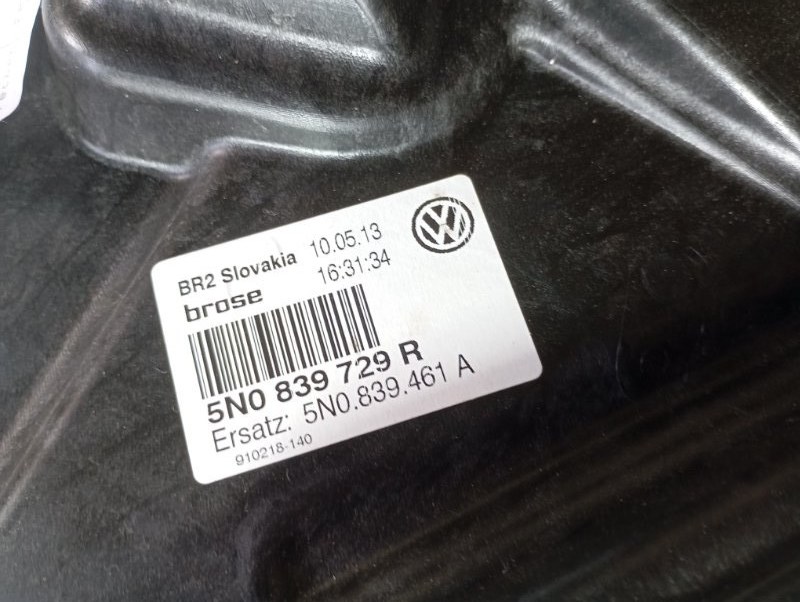 BR2 Slovakia 10.05.13
brose 16:31:34
5N0 839 729 R
Ersatz: 5N0.839.461 A
910218-140